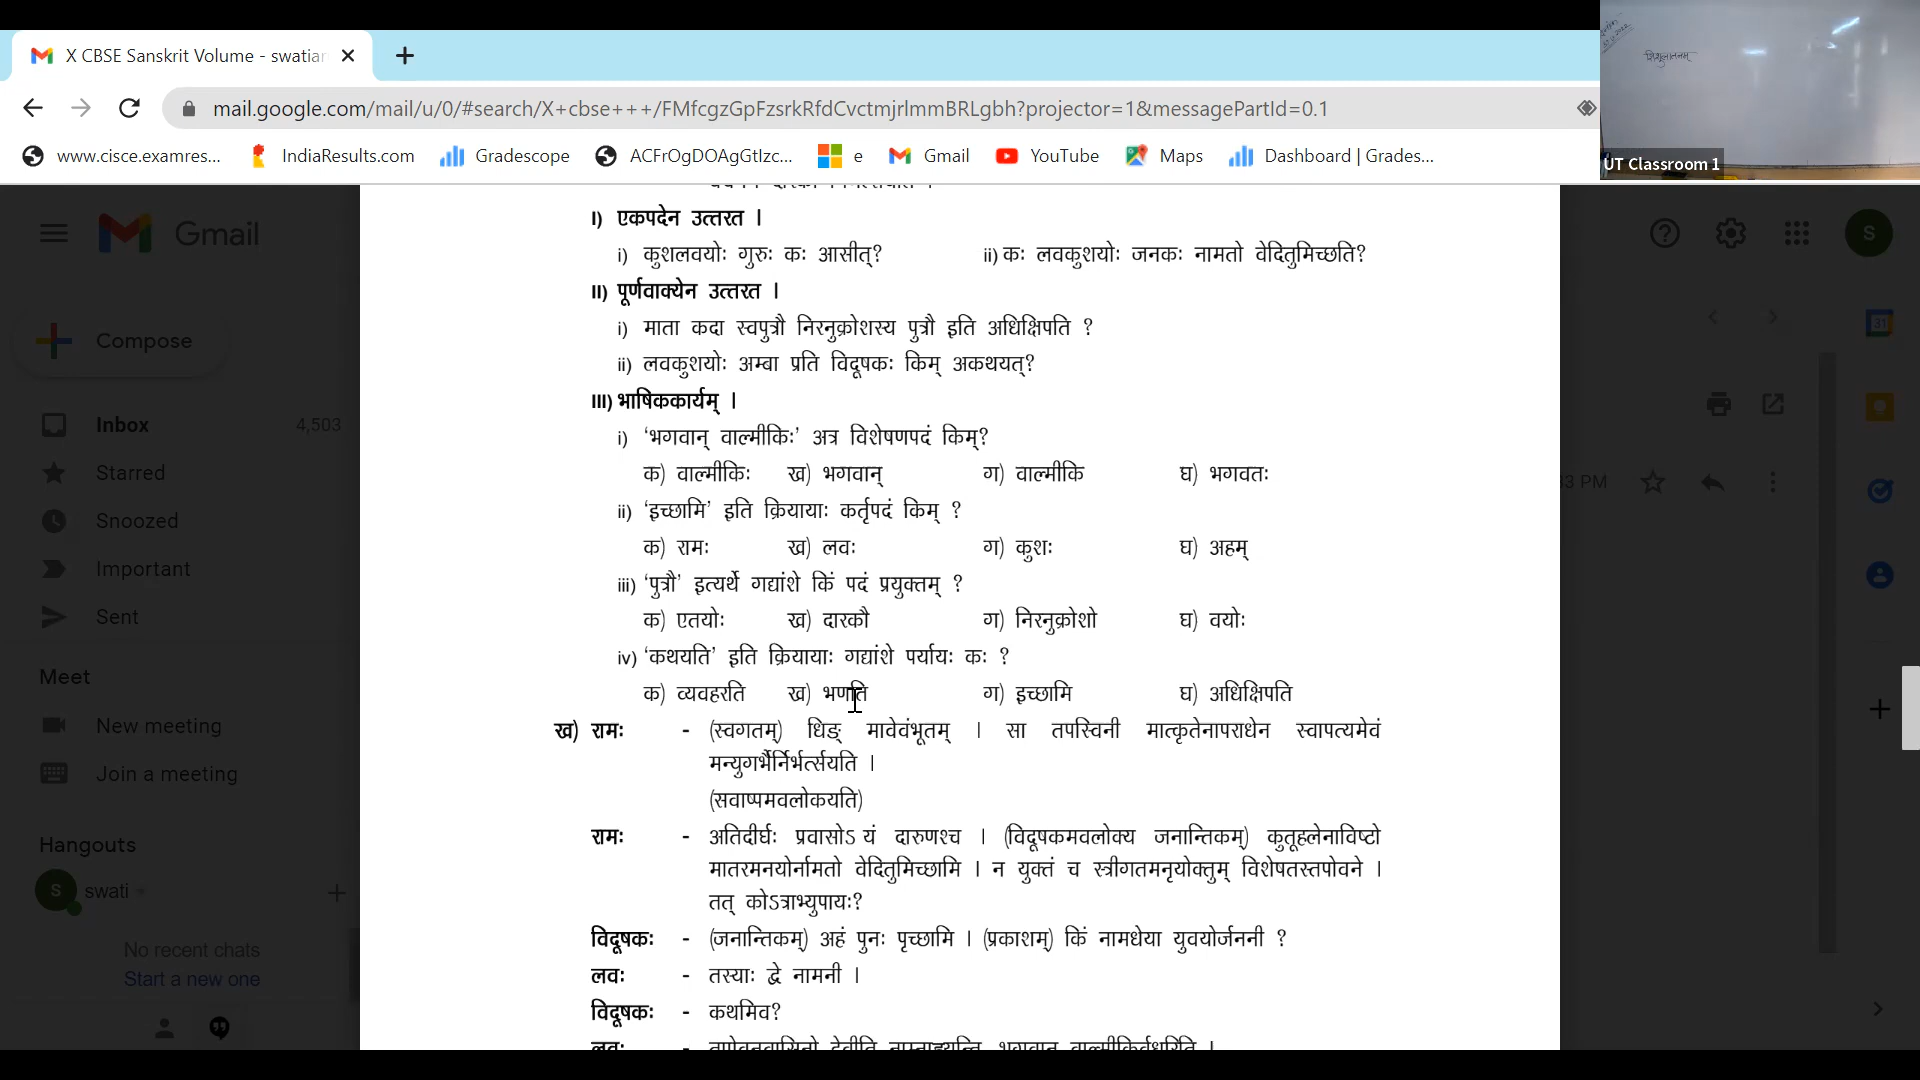 X CBSE Sanskrit Volume - swatiar
mail.google.com/mail/u/0/#search/X+cbse+++/FMfcgzGpFzsrkRfdCvctmjrlmmBRLgbh?projector=1&messagePartId=0.1
www.cisce.examres... IndiaResults.com Gradescope ACFrOgDOAgGtIzc... e Gmail YouTube Maps Dashboard | Grades...
UT Classroom 1
Gmail
S
Compose
Inbox 4,503
Starred
Snoozed
Important
Sent
Meet
New meeting
Join a meeting
Hangouts
S swati
No recent chats
Start a new one
I) एकपदेन उत्तरत ।
i) कुशलवयोः गुरुः कः आसीत्? ii) कः लवकुशयोः जनकः नामतो वेदितुमिच्छति?
II) पूर्णवाक्येन उत्तरत ।
i) माता कदा स्वपुत्रौ निरनुक्रोशस्य पुत्रौ इति अधिक्षिपति ?
ii) लवकुशयोः अम्बा प्रति विदूषकः किम् अकथयत्?
III) भाषिककार्यम् ।
i) ‘भगवान् वाल्मीकिः’ अत्र विशेषणपदं किम्?
क) वाल्मीकिः ख) भगवान् ग) वाल्मीकि घ) भगवतः
ii) ‘इच्छामि’ इति क्रियायाः कर्तृपदं किम् ?
क) रामः ख) लवः ग) कुशः घ) अहम्
iii) ‘पुत्रौ’ इत्यर्थे गद्यांशे किं पदं प्रयुक्तम् ?
क) एतयोः ख) दारकौ ग) निरनुक्रोशो घ) वयोः
iv) ‘कथयति’ इति क्रियायाः गद्यांशे पर्यायः कः ?
क) व्यवहरति ख) भणति ग) इच्छामि घ) अधिक्षिपति
ख) रामः - (स्वगतम्) धिङ् मावेवंभूतम् । सा तपस्विनी मात्कृतेनापराधेन स्वापत्यमेवं
मन्युगर्भैर्निर्भर्त्सयति ।
(सवाष्पमवलोकयति)
रामः - अतिदीर्घः प्रवासोऽ यं दारुणश्च । (विदूषकमवलोक्य जनान्तिकम्) कुतूहलेनाविष्टो
मातरमनयोर्नामतो वेदितुमिच्छामि । न युक्तं च स्त्रीगतमनृयोक्तुम् विशेषतस्तपोवने ।
तत् कोऽत्राभ्युपायः?
विदूषकः - (जनान्तिकम्) अहं पुनः पृच्छामि । (प्रकाशम्) किं नामधेया युवयोर्जननी ?
लवः - तस्याः द्वे नामनी ।
विदूषकः - कथमिव?
33 PM
S